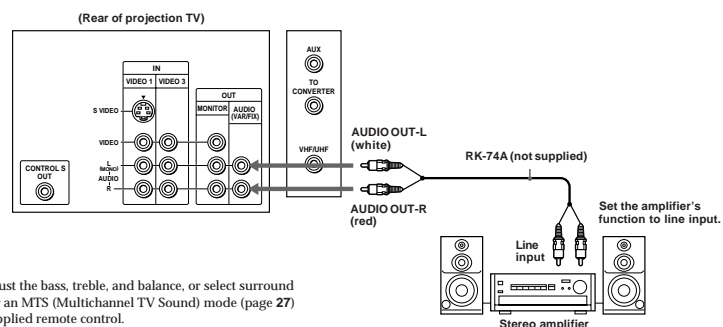 (Rear of projection TV)
AUX
TO
CONVERTER
VHF/UHF
IN
VIDEO 1 VIDEO 3
OUT
MONITOR AUDIO
(VAR/FIX)
S VIDEO
VIDEO
L
(MONO)
AUDIO
R
CONTROL S
OUT
AUDIO OUT-L
(white)
AUDIO OUT-R
(red)
RK-74A (not supplied)
Set the amplifier's
function to line input.
Line
input
Stereo amplifier
ust the bass, treble, and balance, or select surround
an MTS (Multichannel TV Sound) mode (page 27)
pplied remote control.